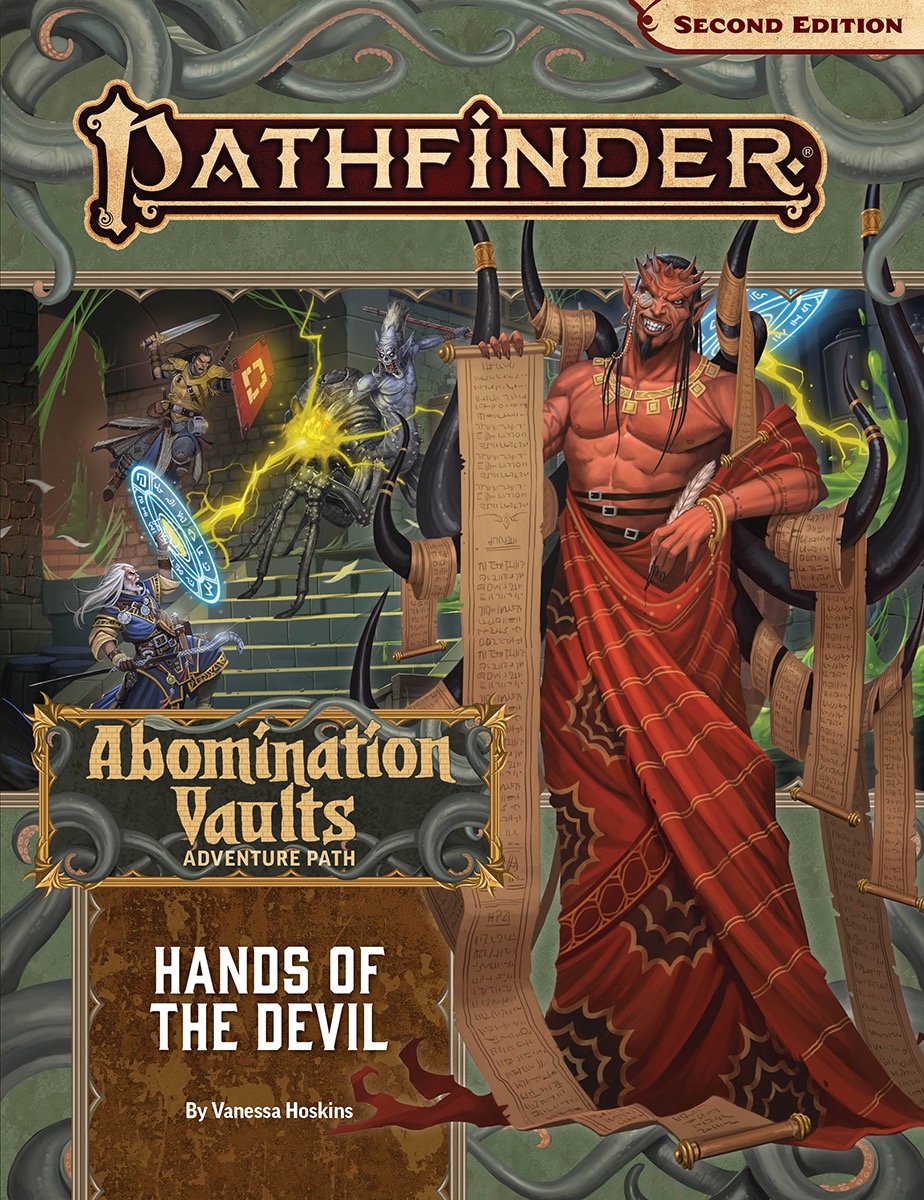 SECOND EDITION
PATHFINDER®
Abomination
Vaults
ADVENTURE PATH
HANDS OF
THE DEVIL
By Vanessa Hoskins